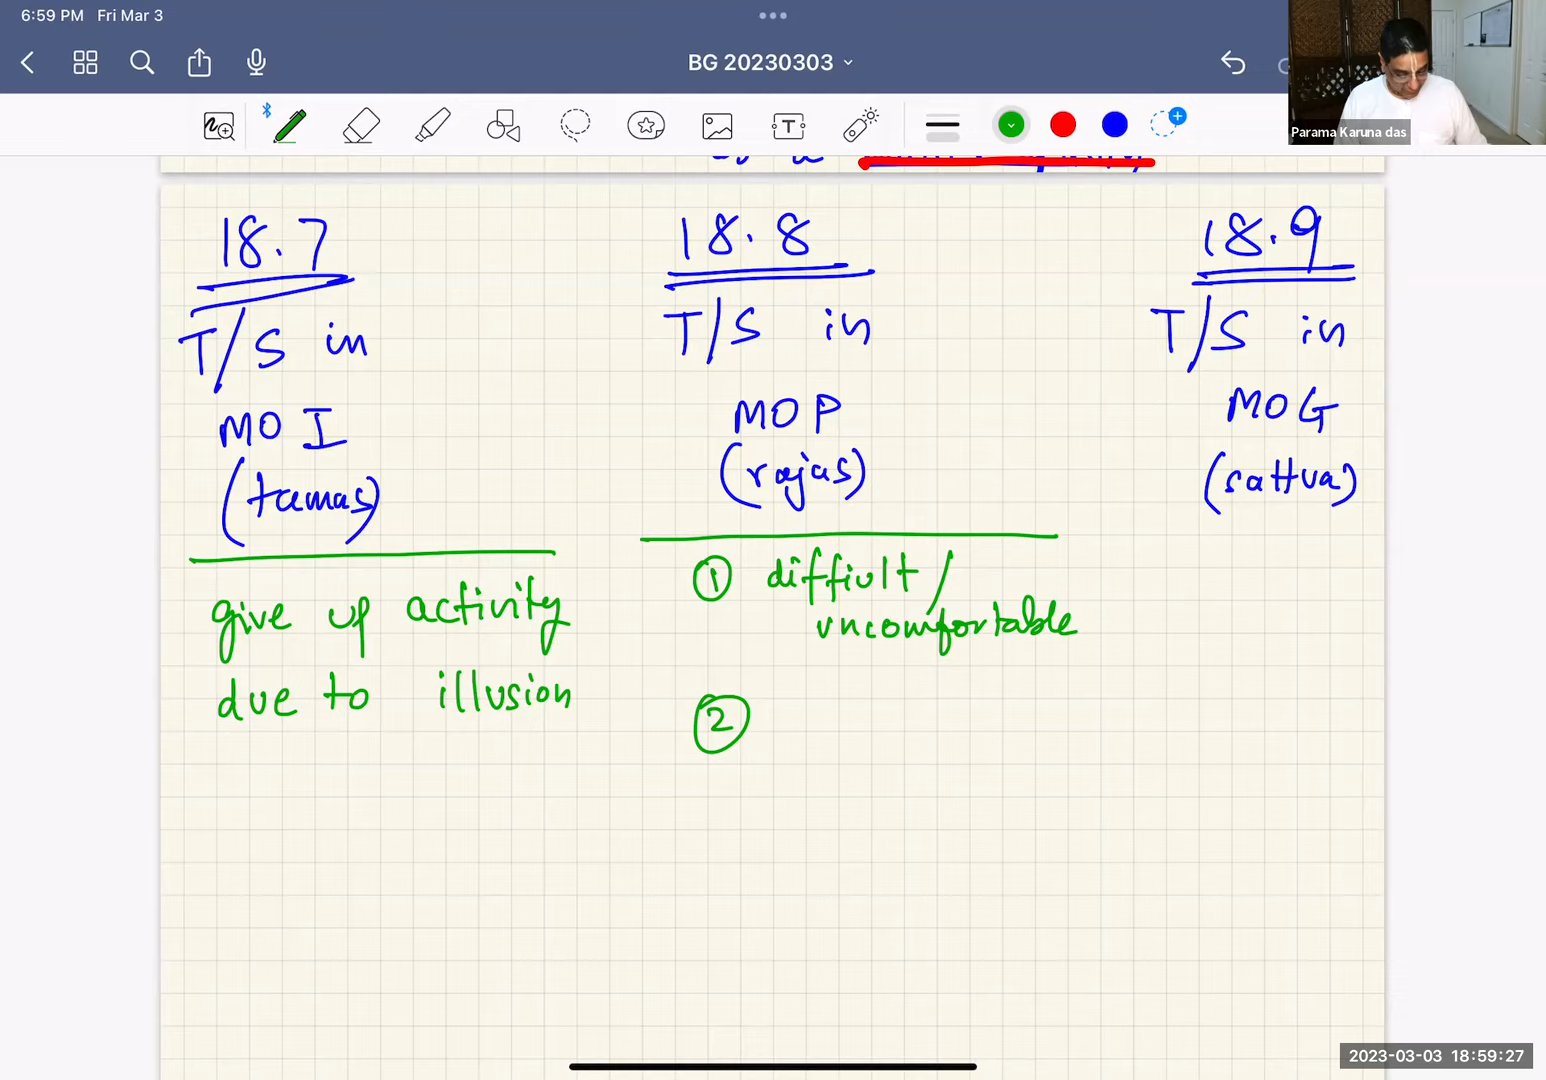 6:59 PM Fri Mar 3
BG 20230303
T
Parama Karuna das
18.7
T/S in
MO I
(tamas)
give up activity
due to illusion
18.8
T/S in
MOP
(rajas)
① diffiult/
uncomfortable
②
18.9
T/S in
MOG
(sattva)
2023-03-03 18:59:27